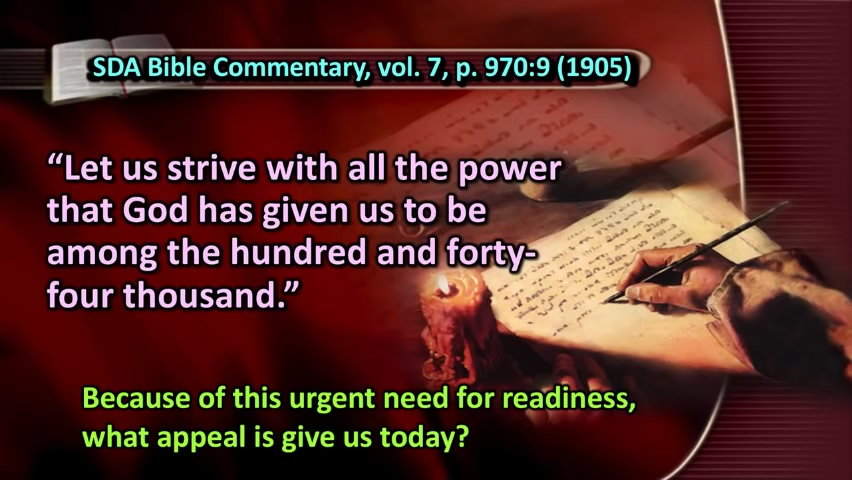 SDA Bible Commentary, vol. 7, p. 970:9 (1905)
“Let us strive with all the power
that God has given us to be
among the hundred and forty-
four thousand.”
Because of this urgent need for readiness,
what appeal is give us today?